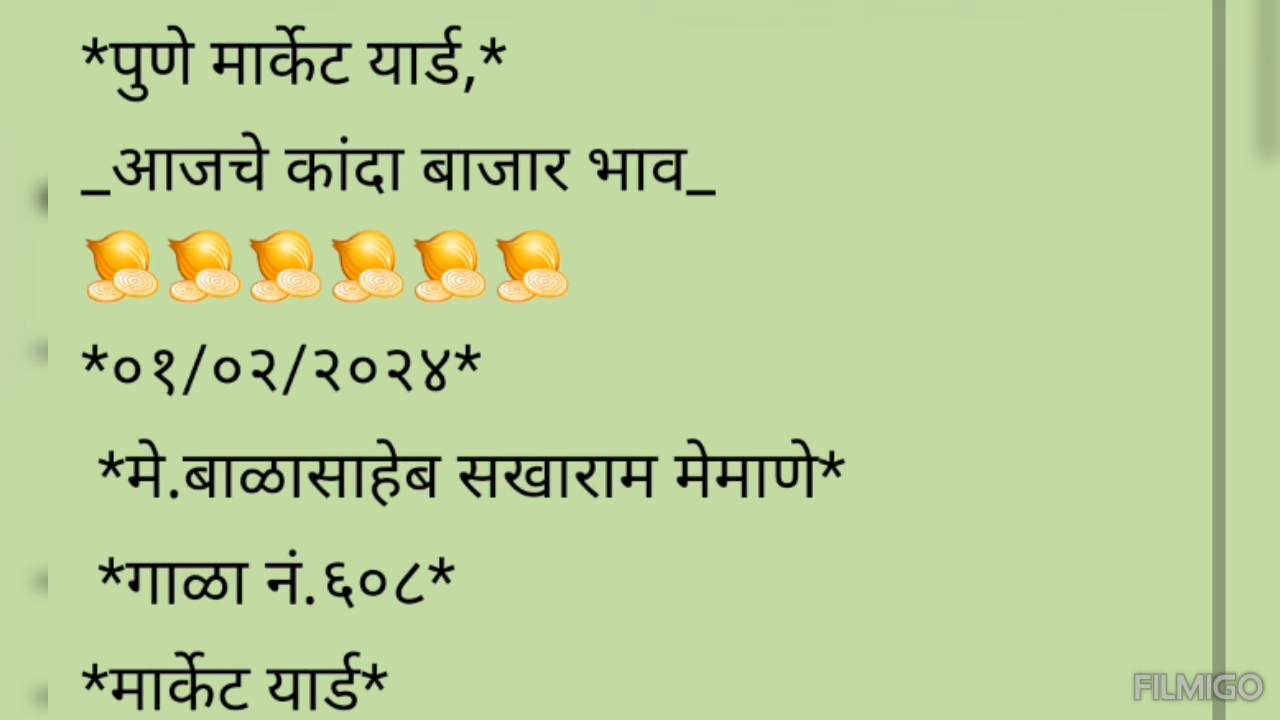 *पुणे मार्केट यार्ड,*
_आजचे कांदा बाजार भाव_
*०१/०२/२०२४*
*मे.बाळासाहेब सखाराम मेमाणे*
*गाळा नं.६०८*
*मार्केट यार्ड*
FILMIGO